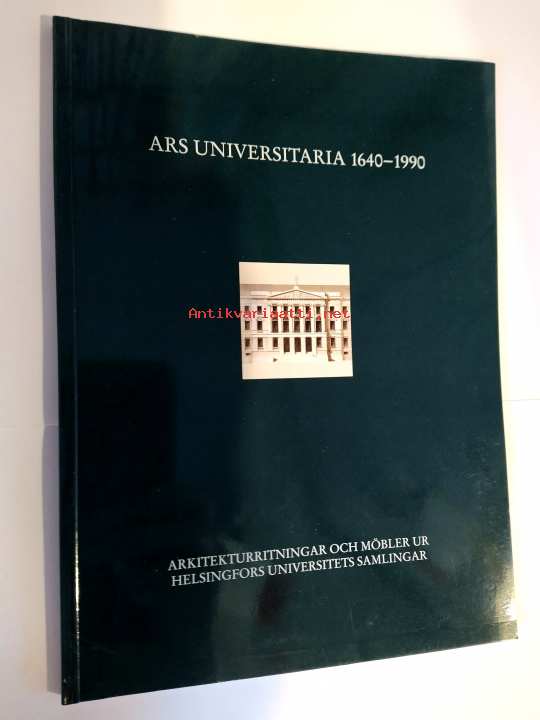 ARS UNIVERSITARIA 1640–1990
Antikvariaatti.net
ARKITEKTURRITNINGAR OCH MÖBLER UR
HELSINGFORS UNIVERSITETS SAMLINGAR